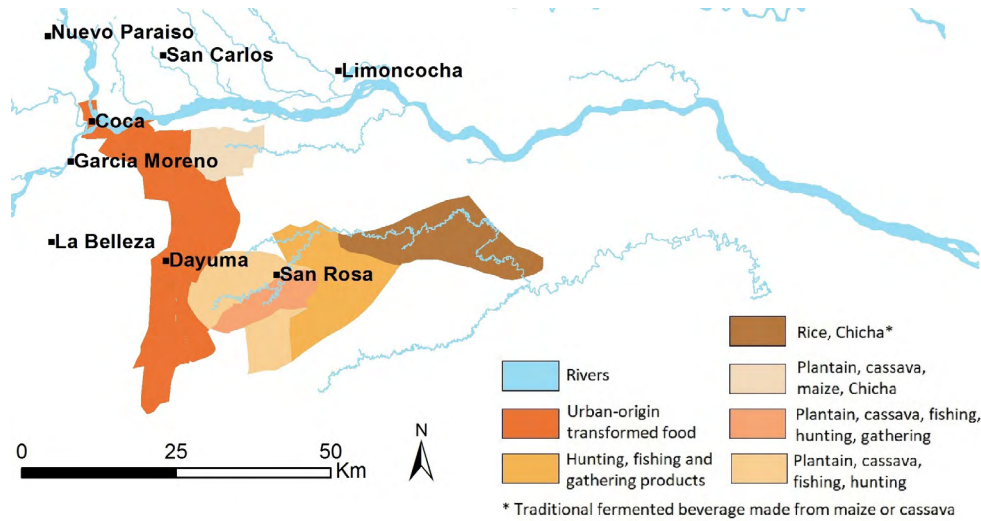 Nuevo Paraiso
San Carlos
Limoncocha
Coca
Garcia Moreno
La Belleza
Dayuma
San Rosa
Rivers
Urban-origin
transformed food
Hunting, fishing and
gathering products
Rice, Chicha*
Plantain, cassava,
maize, Chicha
Plantain, cassava, fishing,
hunting, gathering
Plantain, cassava,
fishing, hunting
* Traditional fermented beverage made from maize or cassava
N
0 25 50
Km